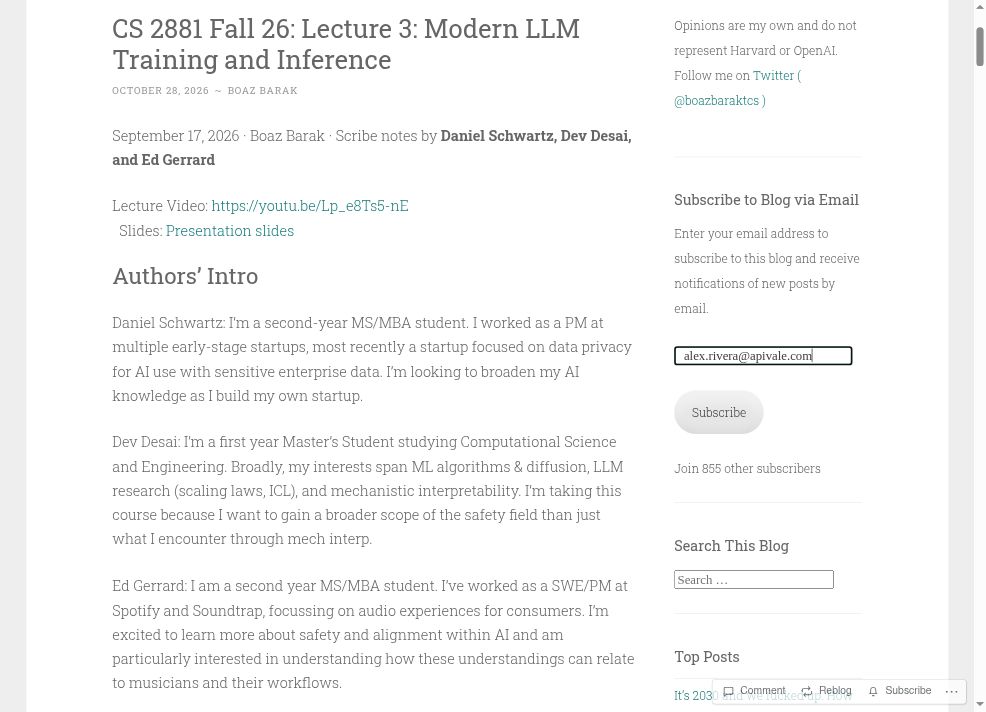 CS 2881 Fall 26: Lecture 3: Modern LLM
Training and Inference
OCTOBER 28, 2026 ~ BOAZ BARAK
September 17, 2026 · Boaz Barak · Scribe notes by Daniel Schwartz, Dev Desai,
and Ed Gerrard
Lecture Video: https://youtu.be/Lp_e8Ts5-nE
Slides: Presentation slides
Authors’ Intro
Daniel Schwartz: I’m a second-year MS/MBA student. I worked as a PM at
multiple early-stage startups, most recently a startup focused on data privacy
for AI use with sensitive enterprise data. I’m looking to broaden my AI
knowledge as I build my own startup.
Dev Desai: I’m a first year Master’s Student studying Computational Science
and Engineering. Broadly, my interests span ML algorithms & diffusion, LLM
research (scaling laws, ICL), and mechanistic interpretability. I’m taking this
course because I want to gain a broader scope of the safety field than just
what I encounter through mech interp.
Ed Gerrard: I am a second year MS/MBA student. I’ve worked as a SWE/PM at
Spotify and Soundtrap, focussing on audio experiences for consumers. I’m
excited to learn more about safety and alignment within AI and am
particularly interested in understanding how these understandings can relate
to musicians and their workflows.
Opinions are my own and do not
represent Harvard or OpenAI.
Follow me on Twitter (
@boazbaraktcs )
Subscribe to Blog via Email
Enter your email address to
subscribe to this blog and receive
notifications of new posts by
email.
alex.rivera@apivale.com
Subscribe
Join 855 other subscribers
Search This Blog
Search …
Top Posts
It’s 2030 and we fucked up. How
Comment Reblog Subscribe ...